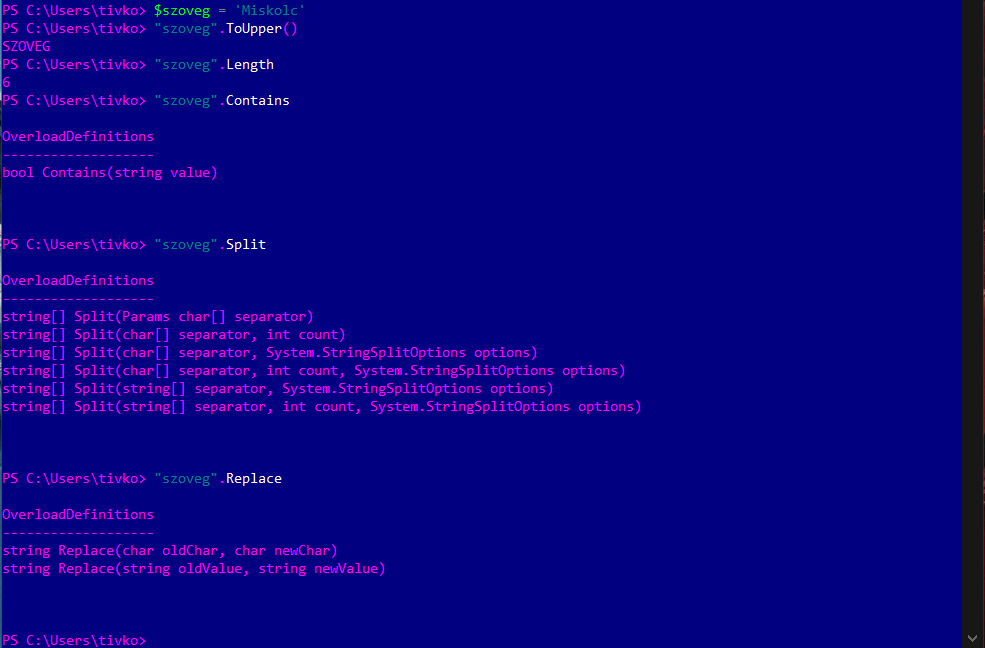 PS C:\Users\tivko> $szoveg = 'Miskolc'
PS C:\Users\tivko> "szoveg".ToUpper()
SZOVEG
PS C:\Users\tivko> "szoveg".Length
6
PS C:\Users\tivko> "szoveg".Contains
OverloadDefinitions
-------------------
bool Contains(string value)
PS C:\Users\tivko> "szoveg".Split
OverloadDefinitions
-------------------
string[] Split(Params char[] separator)
string[] Split(char[] separator, int count)
string[] Split(char[] separator, System.StringSplitOptions options)
string[] Split(char[] separator, int count, System.StringSplitOptions options)
string[] Split(string[] separator, System.StringSplitOptions options)
string[] Split(string[] separator, int count, System.StringSplitOptions options)
PS C:\Users\tivko> "szoveg".Replace
OverloadDefinitions
-------------------
string Replace(char oldChar, char newChar)
string Replace(string oldValue, string newValue)
PS C:\Users\tivko>